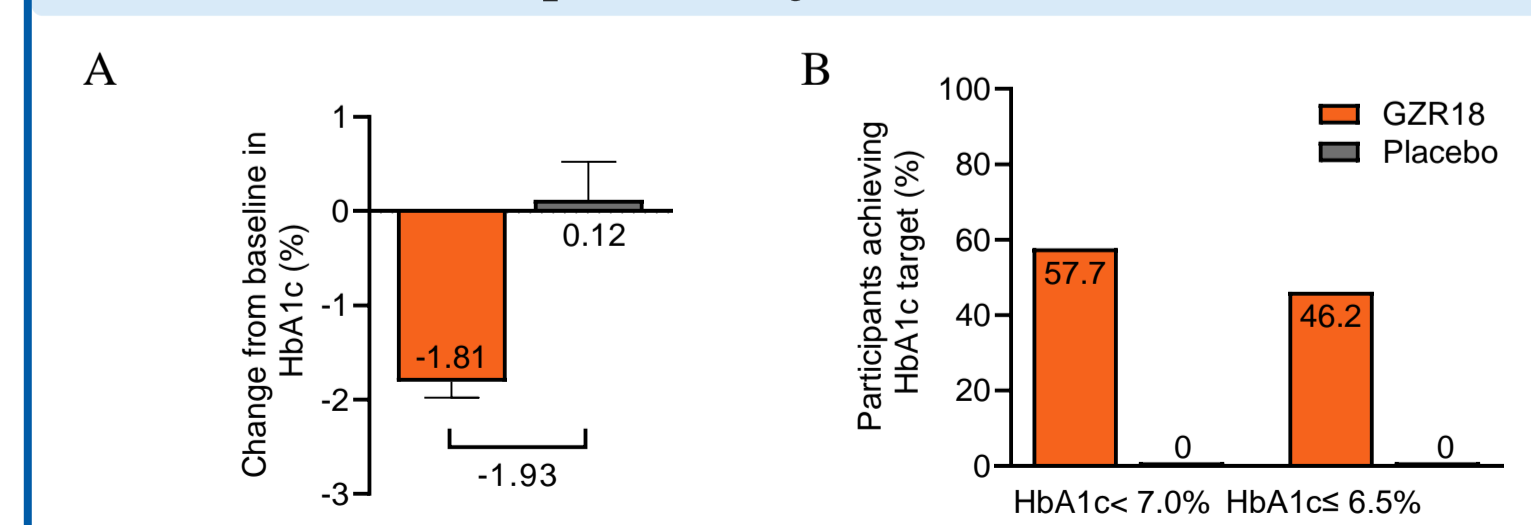 A
Change from baseline in
HbA1c (%)
1
0
-1
-2
-3
-1.81
0.12
-1.93
B
Participants achieving
HbA1c target (%)
100
80
60
40
20
0
GZR18
Placebo
57.7
0
46.2
0
HbA1c< 7.0%
HbA1c≤ 6.5%